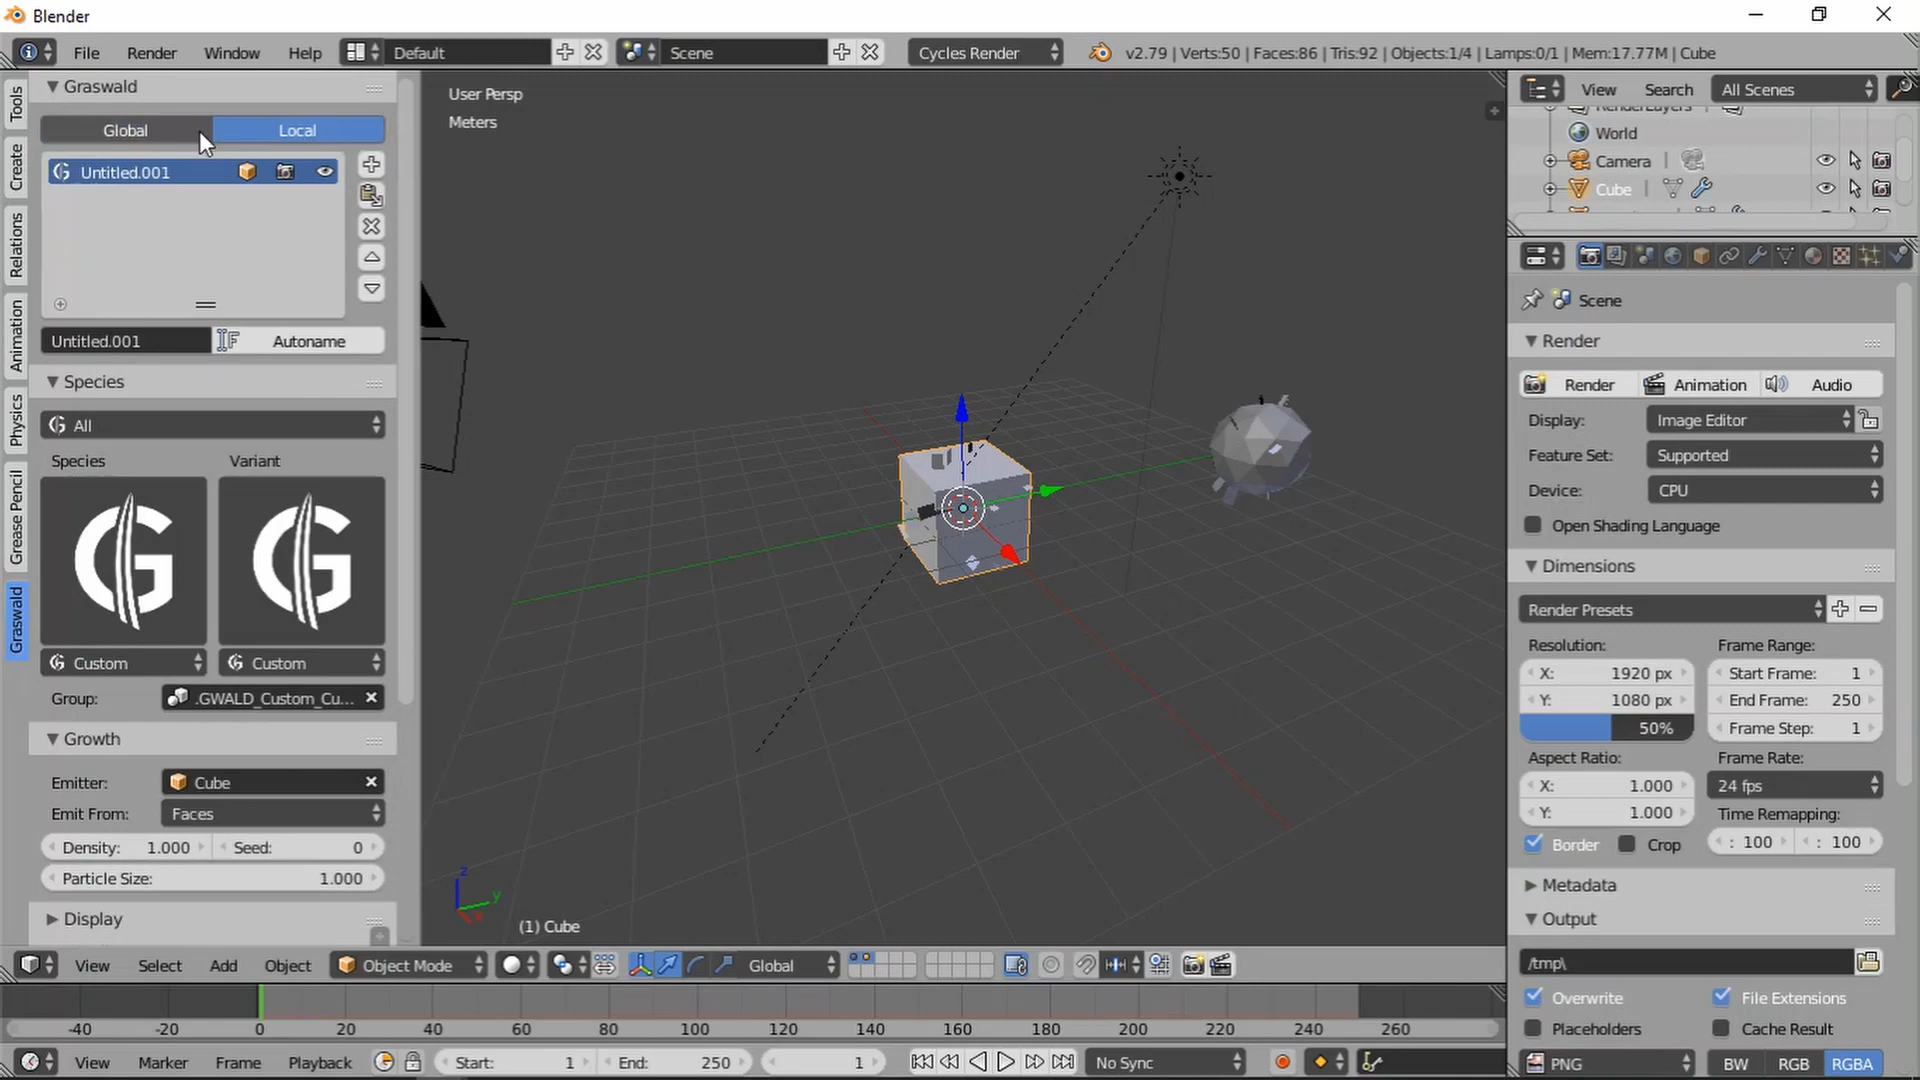 Blender
File Render Window Help Default Scene Cycles Render v2.79 | Verts:50 | Faces:86 | Tris:92 | Objects:1/4 | Lamps:0/1 | Mem:17.77M | Cube
Tools
Create
Relations
Animation
Physics
Grease Pencil
Graswald
Graswald
Global Local
Untitled.001
Untitled.001 Autoname
Species
All
Species Variant
Custom Custom
Group: .GWALD_Custom_Cu...
Growth
Emitter: Cube
Emit From: Faces
Density: 1.000 Seed: 0
Particle Size: 1.000
Display
User Persp
Meters
z
y
x
(1) Cube
View Select Add Object Object Mode Global
-40 -20 0 20 40 60 80 100 120 140 160 180 200 220 240 260
View Marker Frame Playback Start: 1 End: 250 1 No Sync
View Search All Scenes
RenderLayers
World
Camera
Cube
Scene
Render
Render Animation Audio
Display: Image Editor
Feature Set: Supported
Device: CPU
Open Shading Language
Dimensions
Render Presets
Resolution: Frame Range:
X: 1920 px Start Frame: 1
Y: 1080 px End Frame: 250
50% Frame Step: 1
Aspect Ratio: Frame Rate:
X: 1.000 24 fps
Y: 1.000 Time Remapping:
Border Crop : 100 : 100
Metadata
Output
/tmp\
Overwrite File Extensions
Placeholders Cache Result
PNG BW RGB RGBA